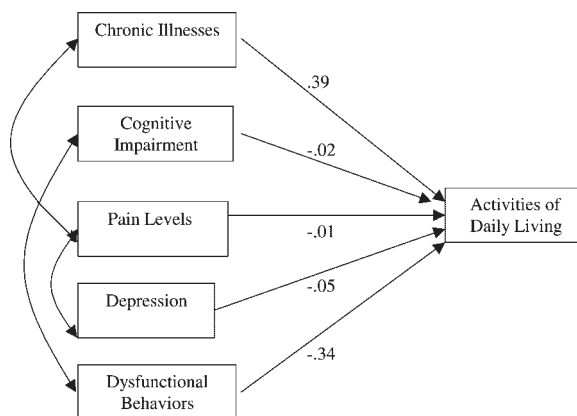 Chronic Illnesses
.39
Cognitive
Impairment
-.02
Activities of
Daily Living
Pain Levels
-.01
Depression
-.05
-.34
Dysfunctional
Behaviors